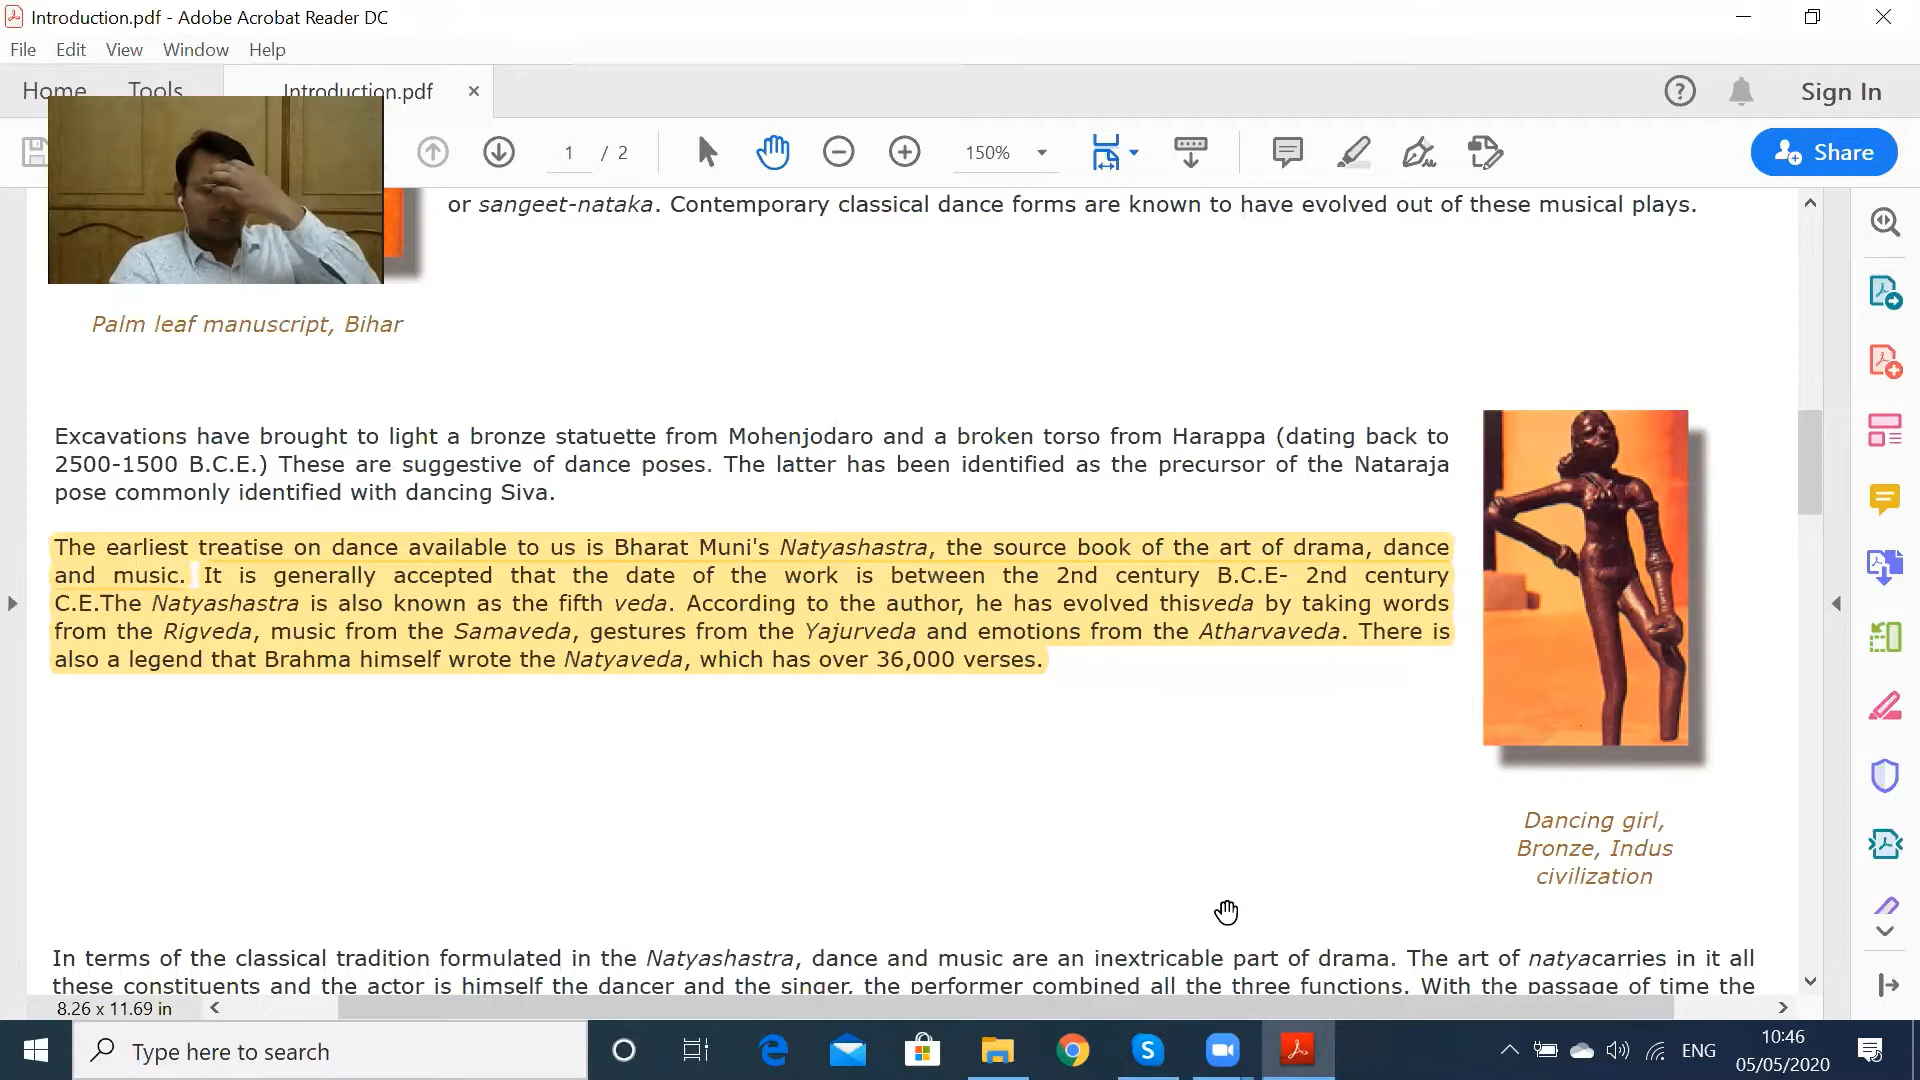 Introduction.pdf - Adobe Acrobat Reader DC
File Edit View Window Help
Home Tools Introduction.pdf Sign In
1 / 2 150% Share
or sangeet-nataka. Contemporary classical dance forms are known to have evolved out of these musical plays.
Palm leaf manuscript, Bihar
Excavations have brought to light a bronze statuette from Mohenjodaro and a broken torso from Harappa (dating back to
2500-1500 B.C.E.) These are suggestive of dance poses. The latter has been identified as the precursor of the Nataraja
pose commonly identified with dancing Siva.
The earliest treatise on dance available to us is Bharat Muni's Natyashastra, the source book of the art of drama, dance
and music. It is generally accepted that the date of the work is between the 2nd century B.C.E- 2nd century
C.E.The Natyashastra is also known as the fifth veda. According to the author, he has evolved thisveda by taking words
from the Rigveda, music from the Samaveda, gestures from the Yajurveda and emotions from the Atharvaveda. There is
also a legend that Brahma himself wrote the Natyaveda, which has over 36,000 verses.
Dancing girl,
Bronze, Indus
civilization
In terms of the classical tradition formulated in the Natyashastra, dance and music are an inextricable part of drama. The art of natyacarries in it all
these constituents and the actor is himself the dancer and the singer, the performer combined all the three functions. With the passage of time the
8.26 x 11.69 in
Type here to search
ENG
10:46
05/05/2020